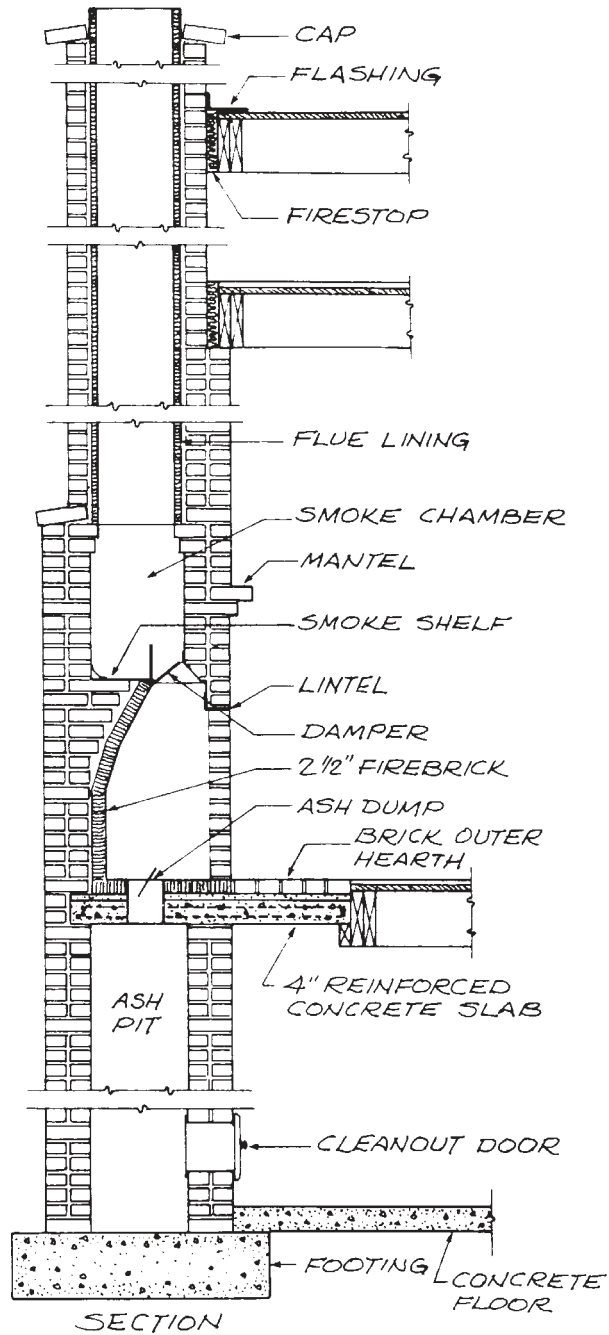 CAP
FLASHING
FIRESTOP
FLUE LINING
SMOKE CHAMBER
MANTEL
SMOKE SHELF
LINTEL
DAMPER
2 1/2" FIREBRICK
ASH DUMP
BRICK OUTER
HEARTH
4" REINFORCED
CONCRETE SLAB
ASH
PIT
CLEANOUT DOOR
FOOTING
CONCRETE
FLOOR
SECTION